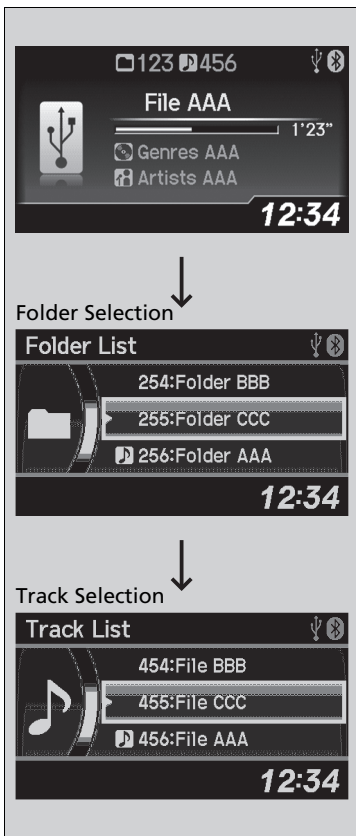 123 456
File AAA
1'23"
Genres AAA
Artists AAA
12:34
Folder Selection
Folder List
254:Folder BBB
255:Folder CCC
256:Folder AAA
12:34
Track Selection
Track List
454:File BBB
455:File CCC
456:File AAA
12:34